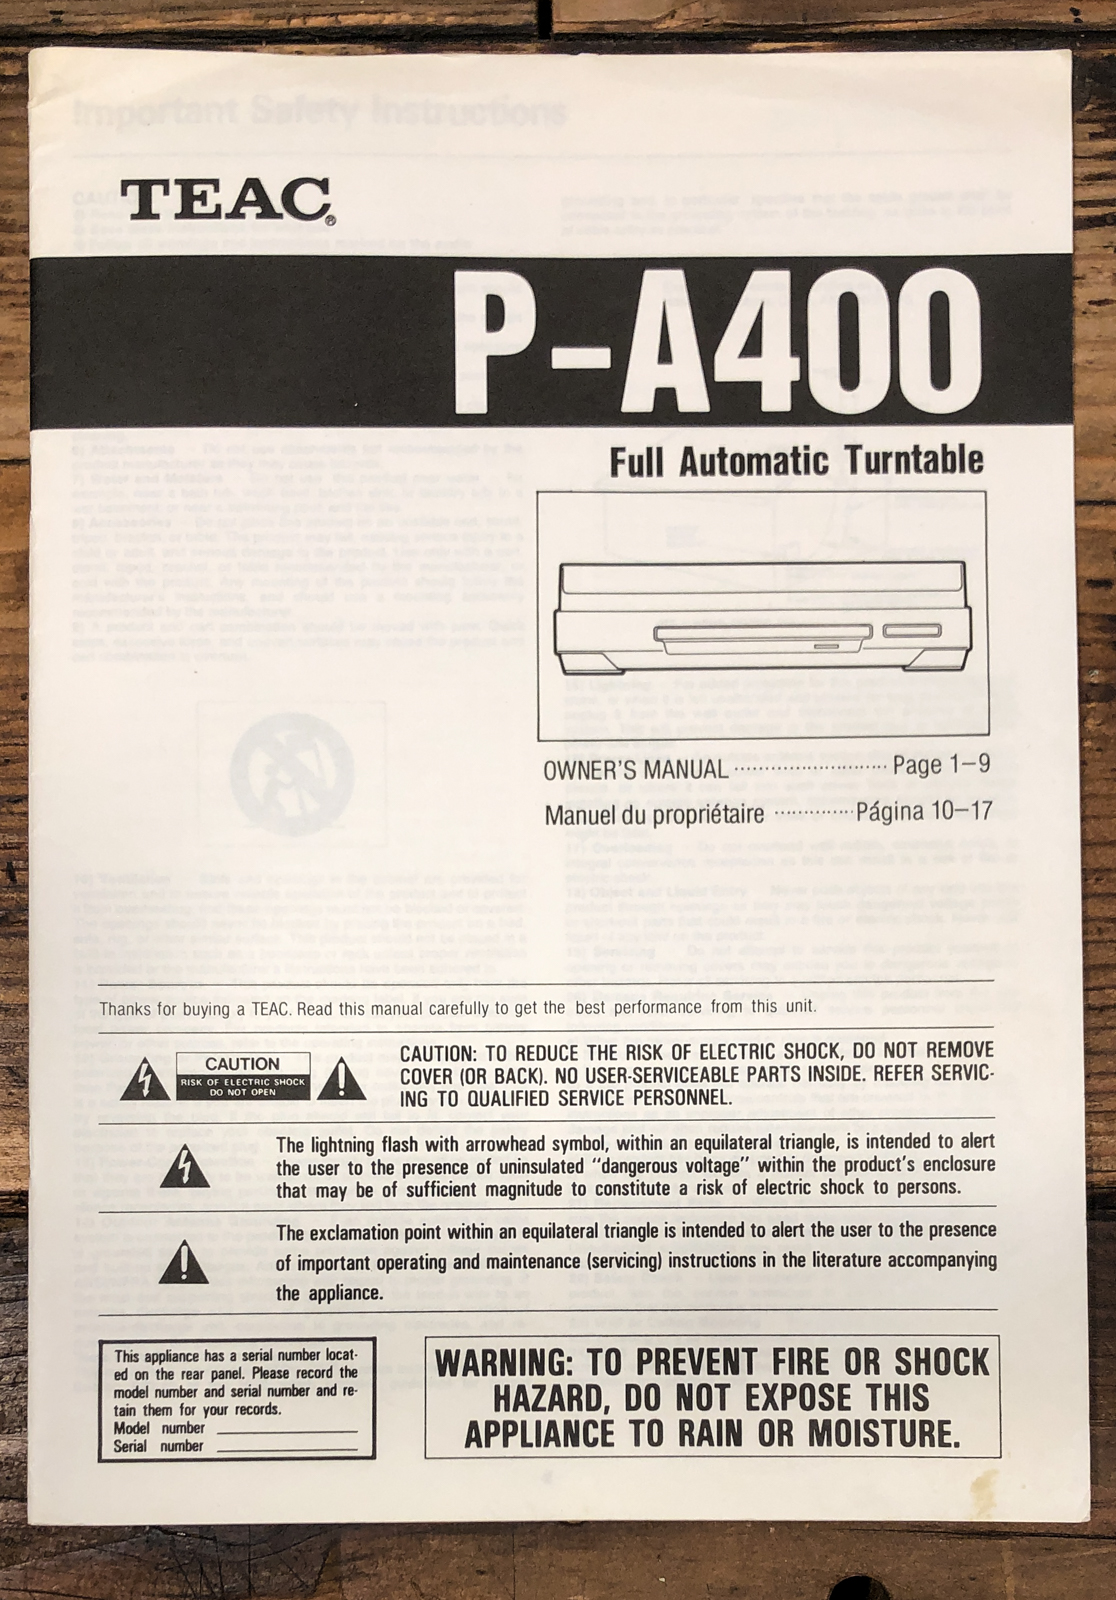 TEAC®
P-A400
Full Automatic Turntable
OWNER'S MANUAL ·························· Page 1–9
Manuel du propriétaire ·············Página 10–17
Thanks for buying a TEAC. Read this manual carefully to get the best performance from this unit.
CAUTION
RISK OF ELECTRIC SHOCK
DO NOT OPEN
CAUTION: TO REDUCE THE RISK OF ELECTRIC SHOCK, DO NOT REMOVE
COVER (OR BACK). NO USER-SERVICEABLE PARTS INSIDE. REFER SERVIC-
ING TO QUALIFIED SERVICE PERSONNEL.
The lightning flash with arrowhead symbol, within an equilateral triangle, is intended to alert
the user to the presence of uninsulated "dangerous voltage" within the product's enclosure
that may be of sufficient magnitude to constitute a risk of electric shock to persons.
The exclamation point within an equilateral triangle is intended to alert the user to the presence
of important operating and maintenance (servicing) instructions in the literature accompanying
the appliance.
This appliance has a serial number locat-
ed on the rear panel. Please record the
model number and serial number and re-
tain them for your records.
Model number
Serial number
WARNING: TO PREVENT FIRE OR SHOCK
HAZARD, DO NOT EXPOSE THIS
APPLIANCE TO RAIN OR MOISTURE.